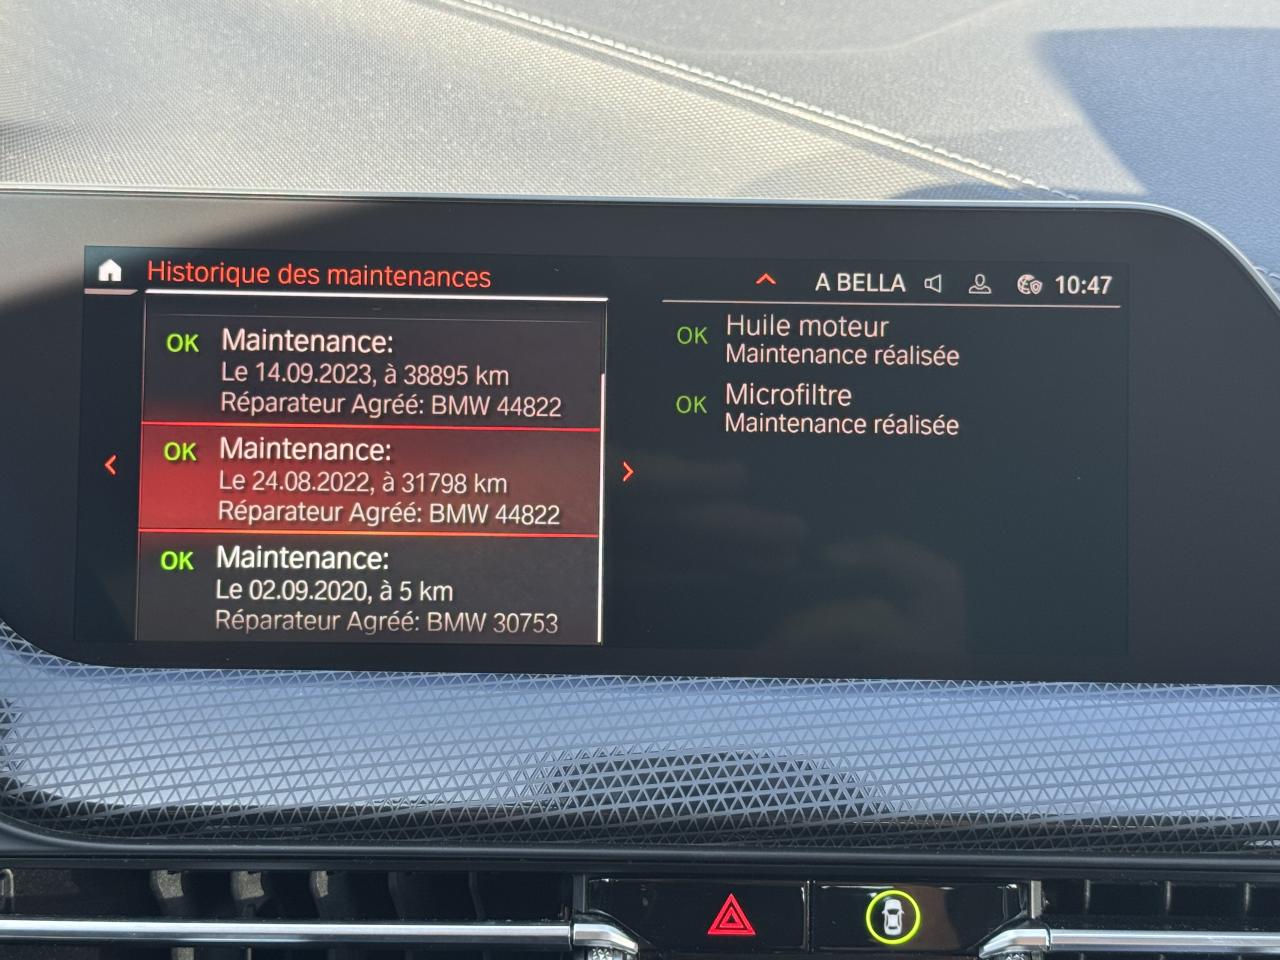 Historique des maintenances
A BELLA 10:47
OK Maintenance:
Le 14.09.2023, à 38895 km
Réparateur Agréé: BMW 44822
OK Maintenance:
Le 24.08.2022, à 31798 km
Réparateur Agréé: BMW 44822
OK Maintenance:
Le 02.09.2020, à 5 km
Réparateur Agréé: BMW 30753
OK Huile moteur
Maintenance réalisée
OK Microfiltre
Maintenance réalisée